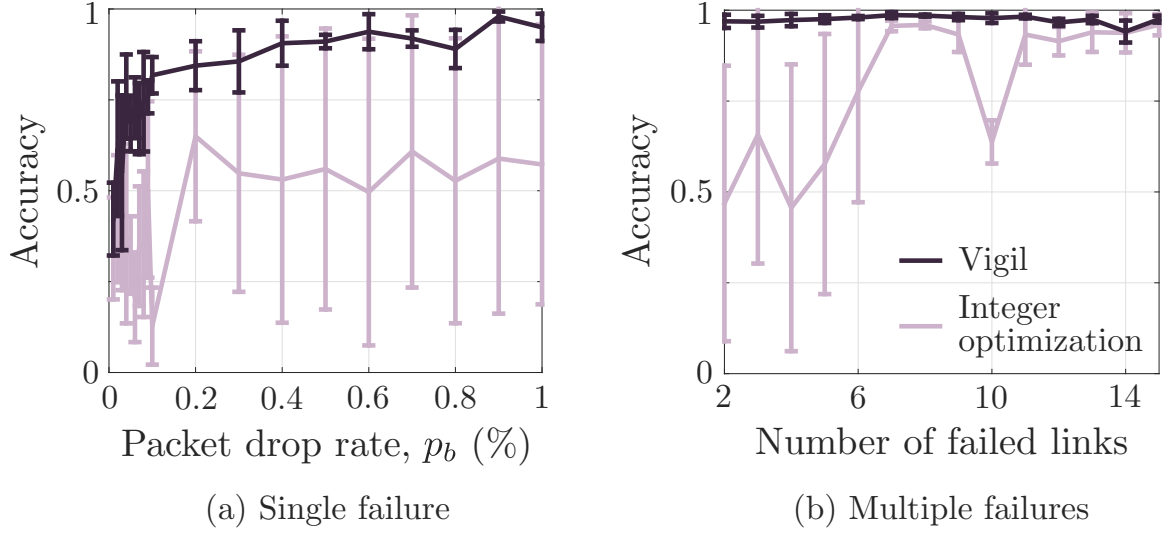 1
0.5
0
Accuracy
0 0.2 0.4 0.6 0.8 1
Packet drop rate, p_b (%)
(a) Single failure
1
0.5
0
Accuracy
Vigil
Integer
optimization
2 6 10 14
Number of failed links
(b) Multiple failures